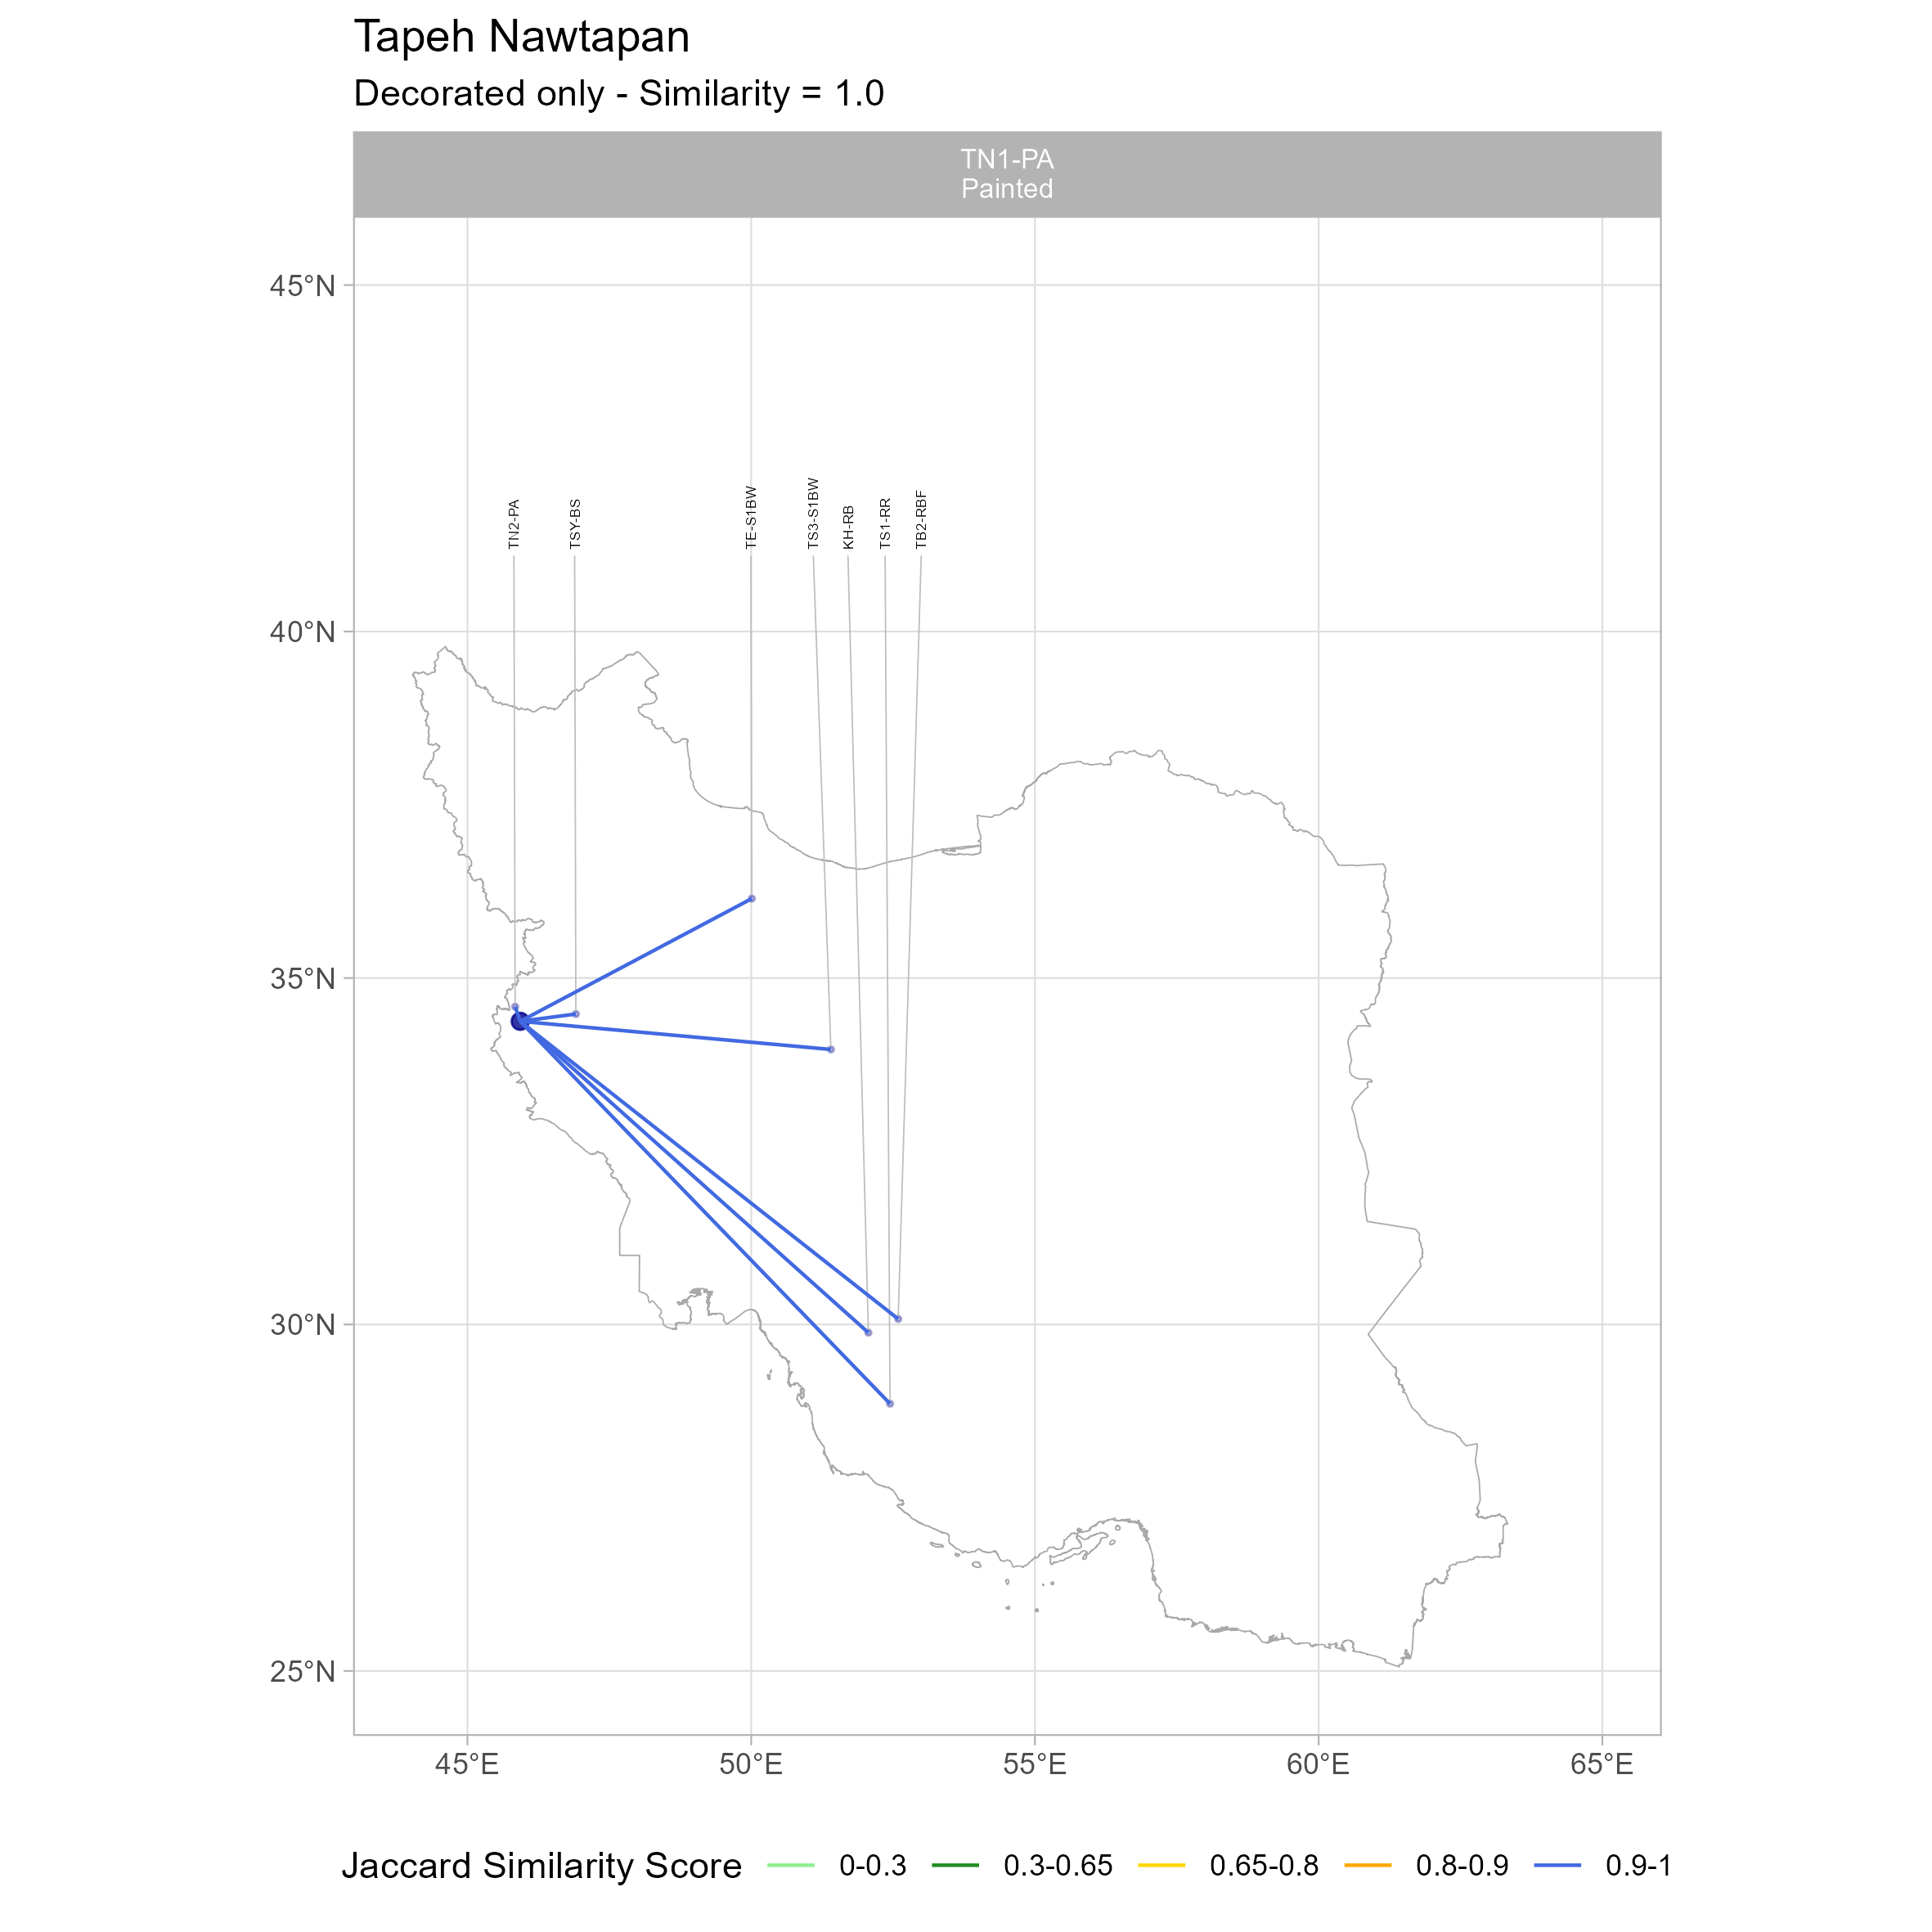 Tapeh Nawtapan
Decorated only - Similarity = 1.0
TN1-PA
Painted
45°N
40°N
35°N
30°N
25°N
TN2-PA
TSY-BS
TE-S1BW
TS3-S1BW
KH-RB
TS1-RR
TB2-RBF
45°E
50°E
55°E
60°E
65°E
Jaccard Similarity Score 0-0.3 0.3-0.65 0.65-0.8 0.8-0.9 0.9-1